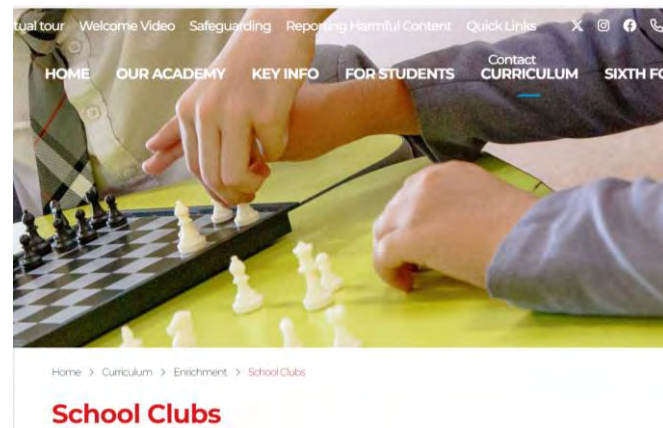 tual tour Welcome Video Safeguarding Reporting Harmful Content Quick Links
Contact
HOME OUR ACADEMY KEY INFO FOR STUDENTS CURRICULUM SIXTH FO
Home > Curriculum > Enrichment > School Clubs
School Clubs